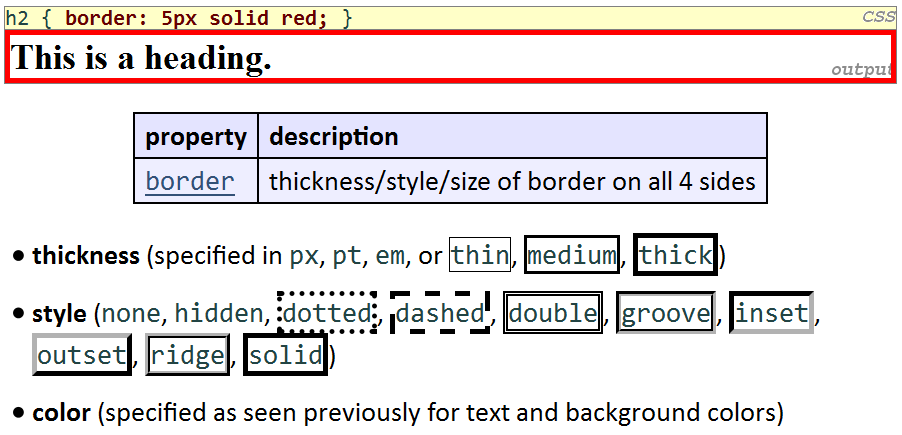 h2 { border: 5px solid red; } CSS
This is a heading.
output
property description
border thickness/style/size of border on all 4 sides
• thickness (specified in px, pt, em, or thin, medium, thick)
• style (none, hidden, dotted, dashed, double, groove, inset,
outset, ridge, solid)
• color (specified as seen previously for text and background colors)